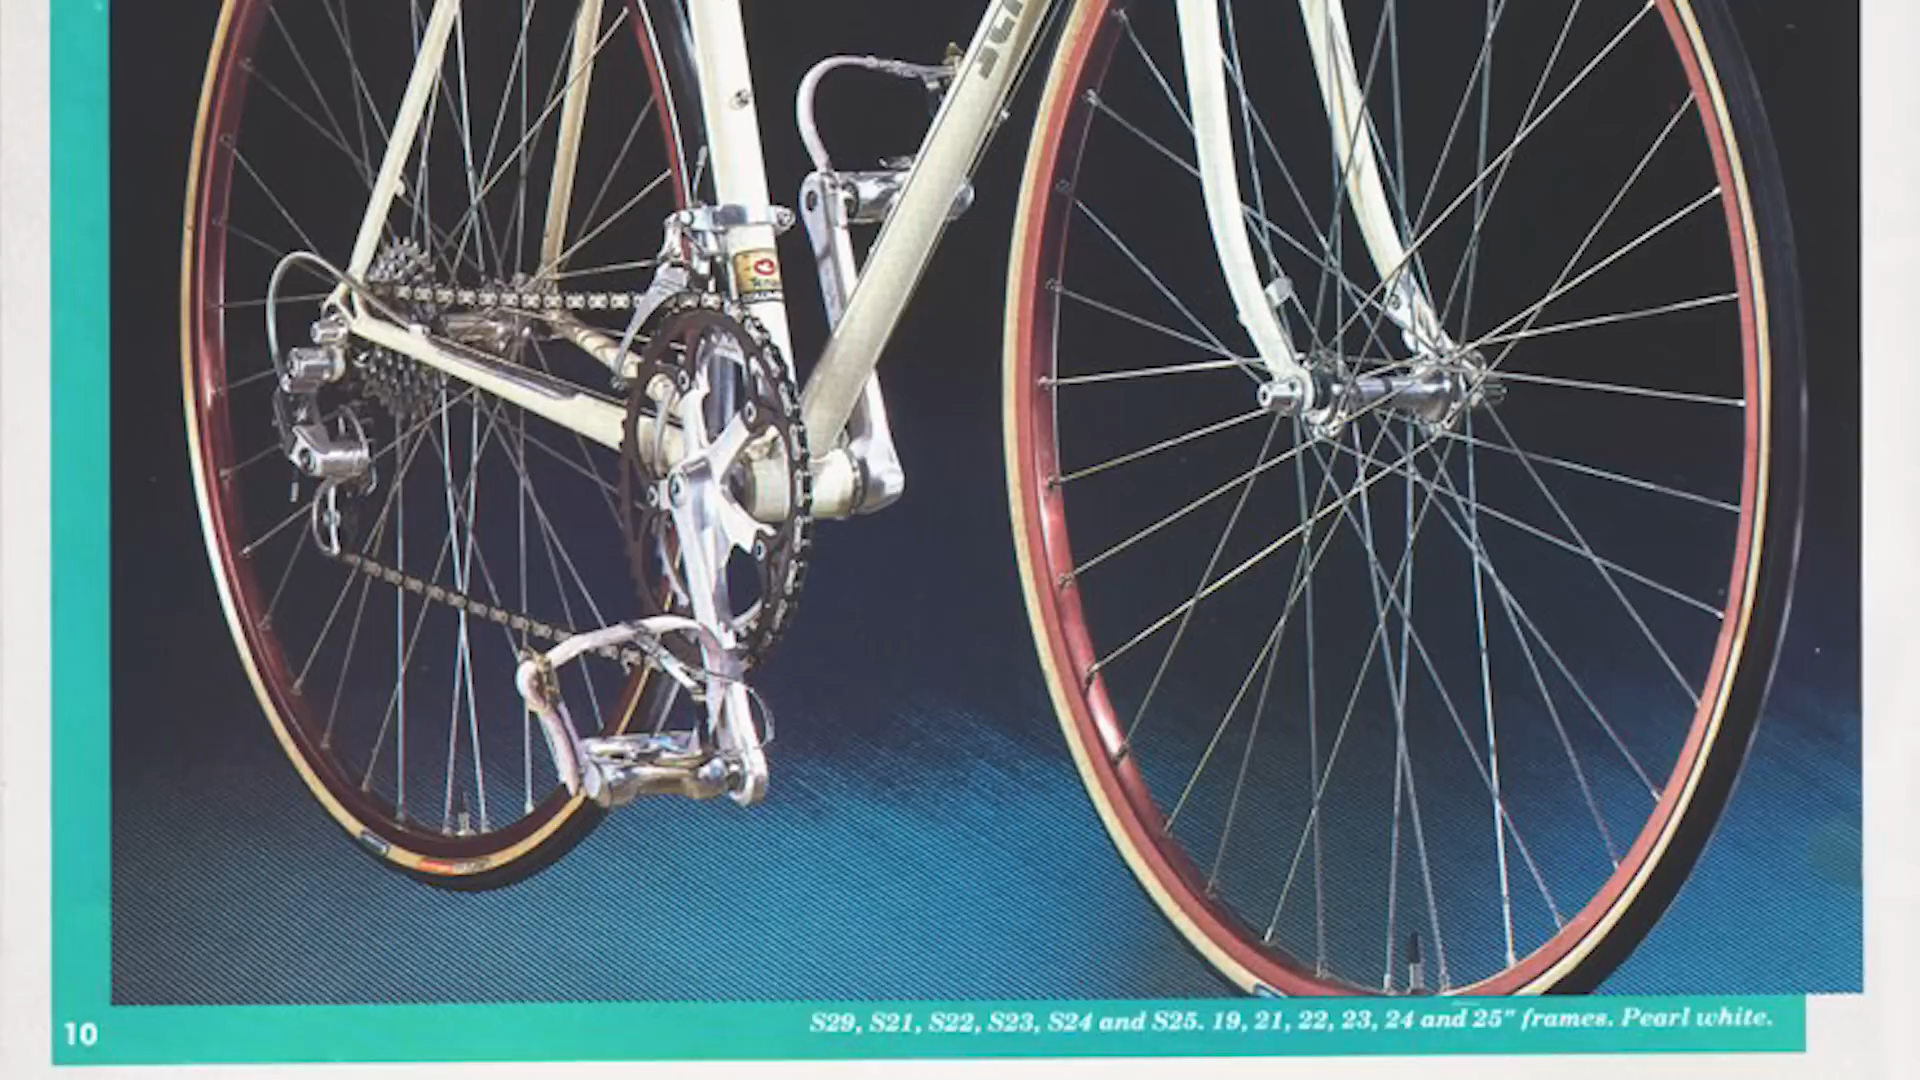 S29, S21, S22, S23, S24 and S25. 19, 21, 22, 23, 24 and 25" frames. Pearl white.
10